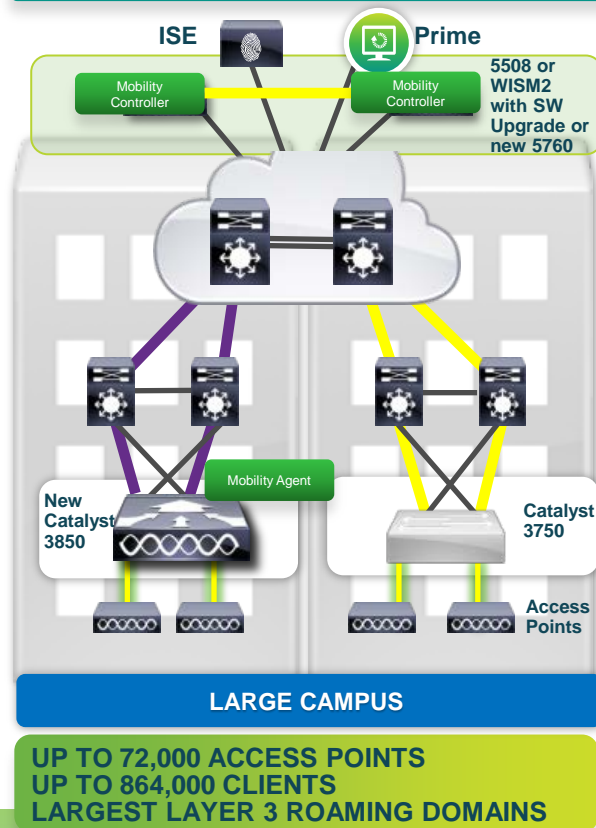 ISE
Prime
Mobility
Controller
Mobility
Controller
5508 or
WISM2
with SW
Upgrade or
new 5760
Mobility Agent
New
Catalyst
3850
Catalyst
3750
Access
Points
LARGE CAMPUS
UP TO 72,000 ACCESS POINTS
UP TO 864,000 CLIENTS
LARGEST LAYER 3 ROAMING DOMAINS